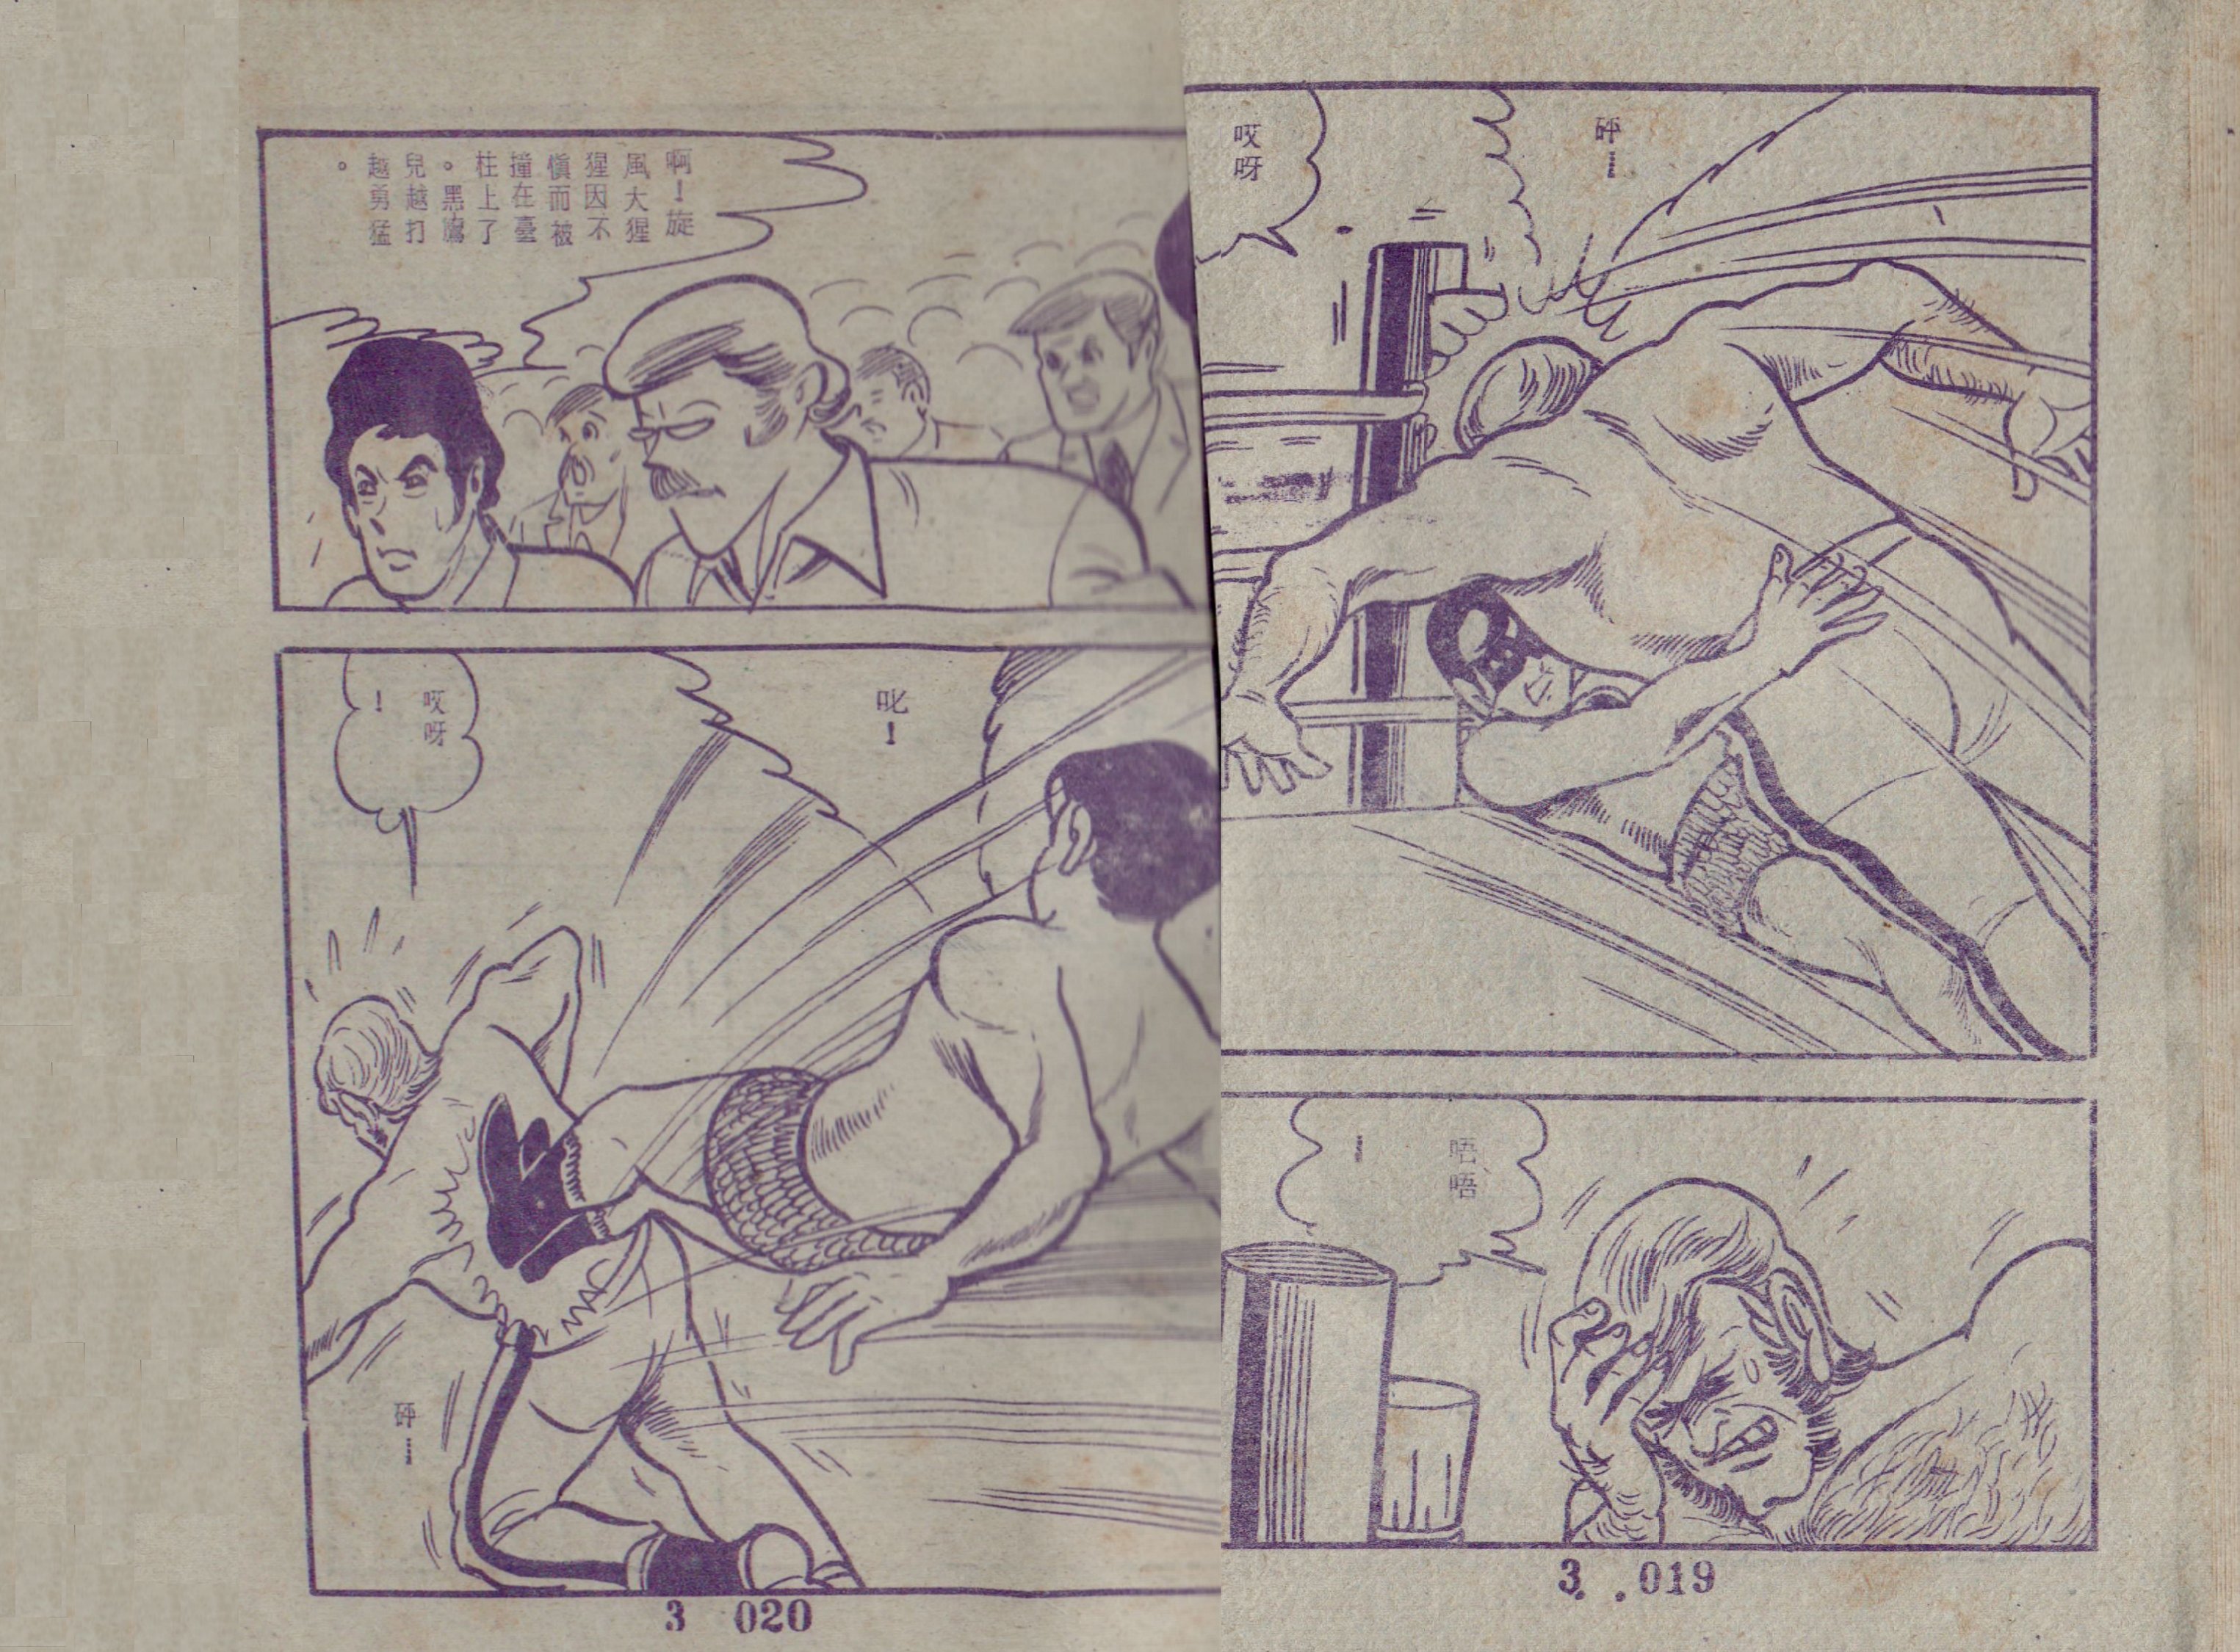 砰！
哎呀
唔唔
！
3 019
啊！旋
風大猩
猩因不
慎而被
撞在臺
柱上了
。黑鷹
兒越打
越勇猛
。
叱！
哎呀
！
砰！
3 020